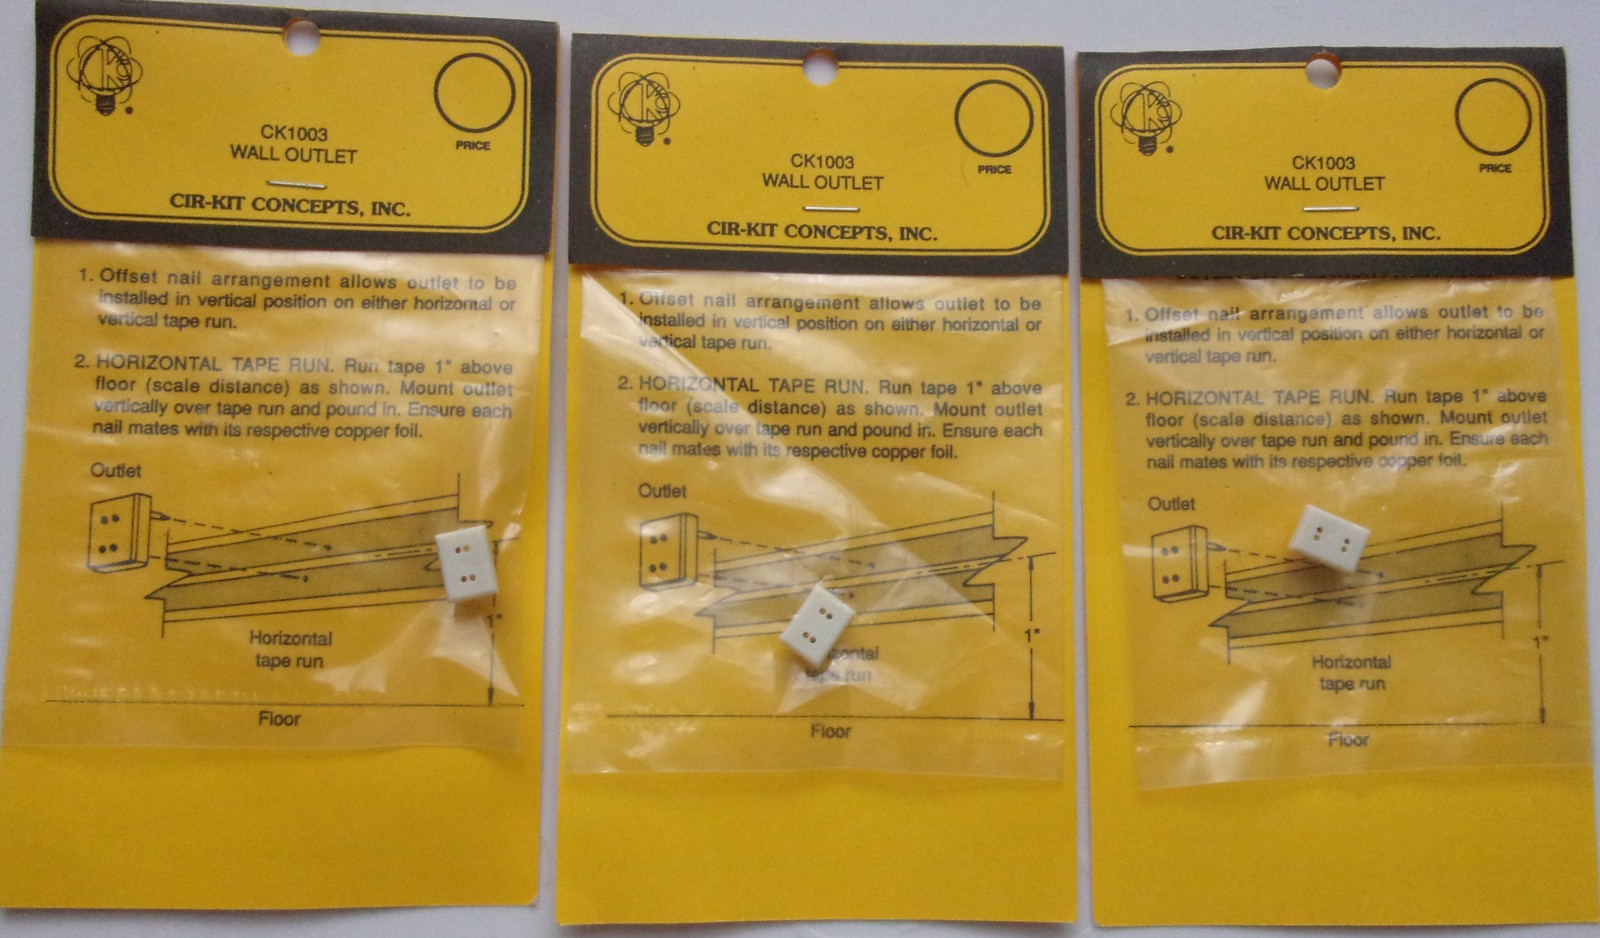 CK1003
WALL OUTLET
PRICE
CIR-KIT CONCEPTS, INC.
1. Offset nail arrangement allows outlet to be
installed in vertical position on either horizontal or
vertical tape run.
2. HORIZONTAL TAPE RUN. Run tape 1" above
floor (scale distance) as shown. Mount outlet
vertically over tape run and pound in. Ensure each
nail mates with its respective copper foil.
Outlet
1"
Horizontal
tape run
Floor
CK1003
WALL OUTLET
PRICE
CIR-KIT CONCEPTS, INC.
1. Offset nail arrangement allows outlet to be
installed in vertical position on either horizontal or
vertical tape run.
2. HORIZONTAL TAPE RUN. Run tape 1" above
floor (scale distance) as shown. Mount outlet
vertically over tape run and pound in. Ensure each
nail mates with its respective copper foil.
Outlet
1"
tape run
Floor
CK1003
WALL OUTLET
PRICE
CIR-KIT CONCEPTS, INC.
1. Offset nail arrangement allows outlet to be
installed in vertical position on either horizontal or
vertical tape run.
2. HORIZONTAL TAPE RUN. Run tape 1" above
floor (scale distance) as shown. Mount outlet
vertically over tape run and pound in. Ensure each
nail mates with its respective copper foil.
Outlet
1"
Horizontal
tape run
Floor